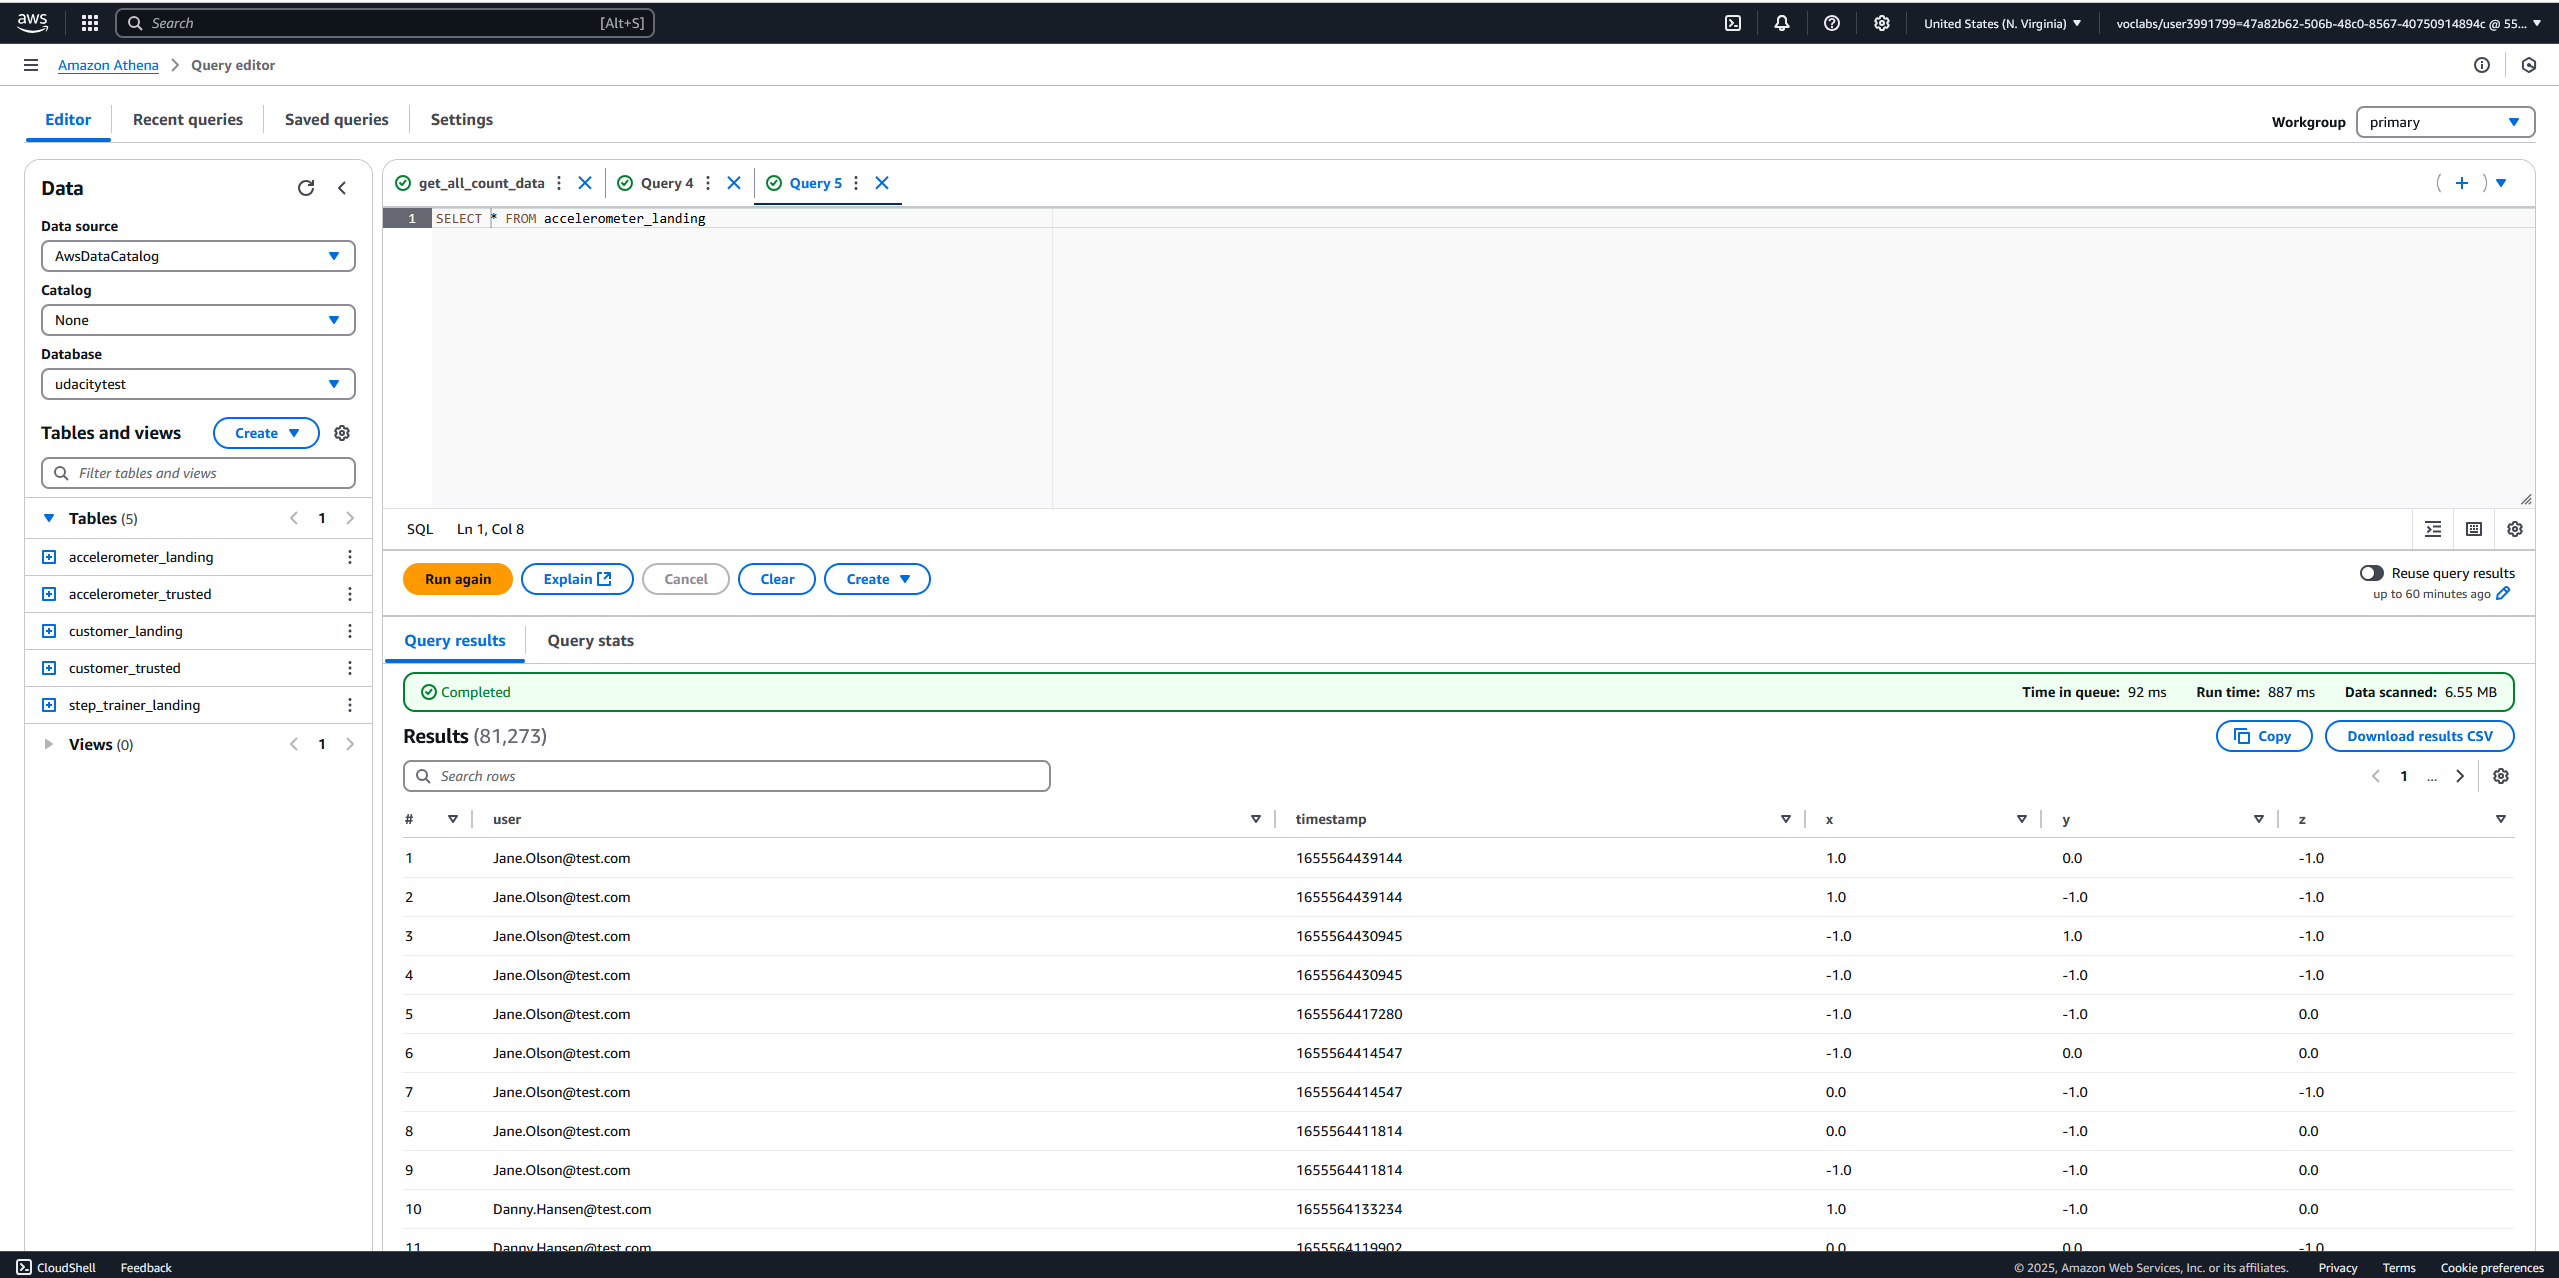 aws Search [Alt+S] United States (N. Virginia) voclabs/user3991799=47a82b62-506b-48c0-8567-40750914894c @ 55...
Amazon Athena > Query editor
Editor Recent queries Saved queries Settings
Workgroup primary
Data
Data source
AwsDataCatalog
Catalog
None
Database
udacitytest
Tables and views Create
Filter tables and views
Tables (5) < 1 >
accelerometer_landing
accelerometer_trusted
customer_landing
customer_trusted
step_trainer_landing
Views (0) < 1 >
get_all_count_data Query 4 Query 5
1 SELECT * FROM accelerometer_landing
SQL Ln 1, Col 8
Run again Explain Cancel Clear Create
Reuse query results
up to 60 minutes ago
Query results Query stats
Completed Time in queue: 92 ms Run time: 887 ms Data scanned: 6.55 MB
Results (81,273) Copy Download results CSV
Search rows < 1 ... >
# user timestamp x y z
1 Jane.Olson@test.com 1655564439144 1.0 0.0 -1.0
2 Jane.Olson@test.com 1655564439144 1.0 -1.0 -1.0
3 Jane.Olson@test.com 1655564430945 -1.0 1.0 -1.0
4 Jane.Olson@test.com 1655564430945 -1.0 -1.0 -1.0
5 Jane.Olson@test.com 1655564417280 -1.0 -1.0 0.0
6 Jane.Olson@test.com 1655564414547 -1.0 0.0 0.0
7 Jane.Olson@test.com 1655564414547 0.0 -1.0 -1.0
8 Jane.Olson@test.com 1655564411814 0.0 -1.0 0.0
9 Jane.Olson@test.com 1655564411814 -1.0 -1.0 0.0
10 Danny.Hansen@test.com 1655564133234 1.0 -1.0 0.0
11 Danny.Hansen@test.com 1655564119902 0.0 0.0 -1.0
CloudShell Feedback © 2025, Amazon Web Services, Inc. or its affiliates. Privacy Terms Cookie preferences